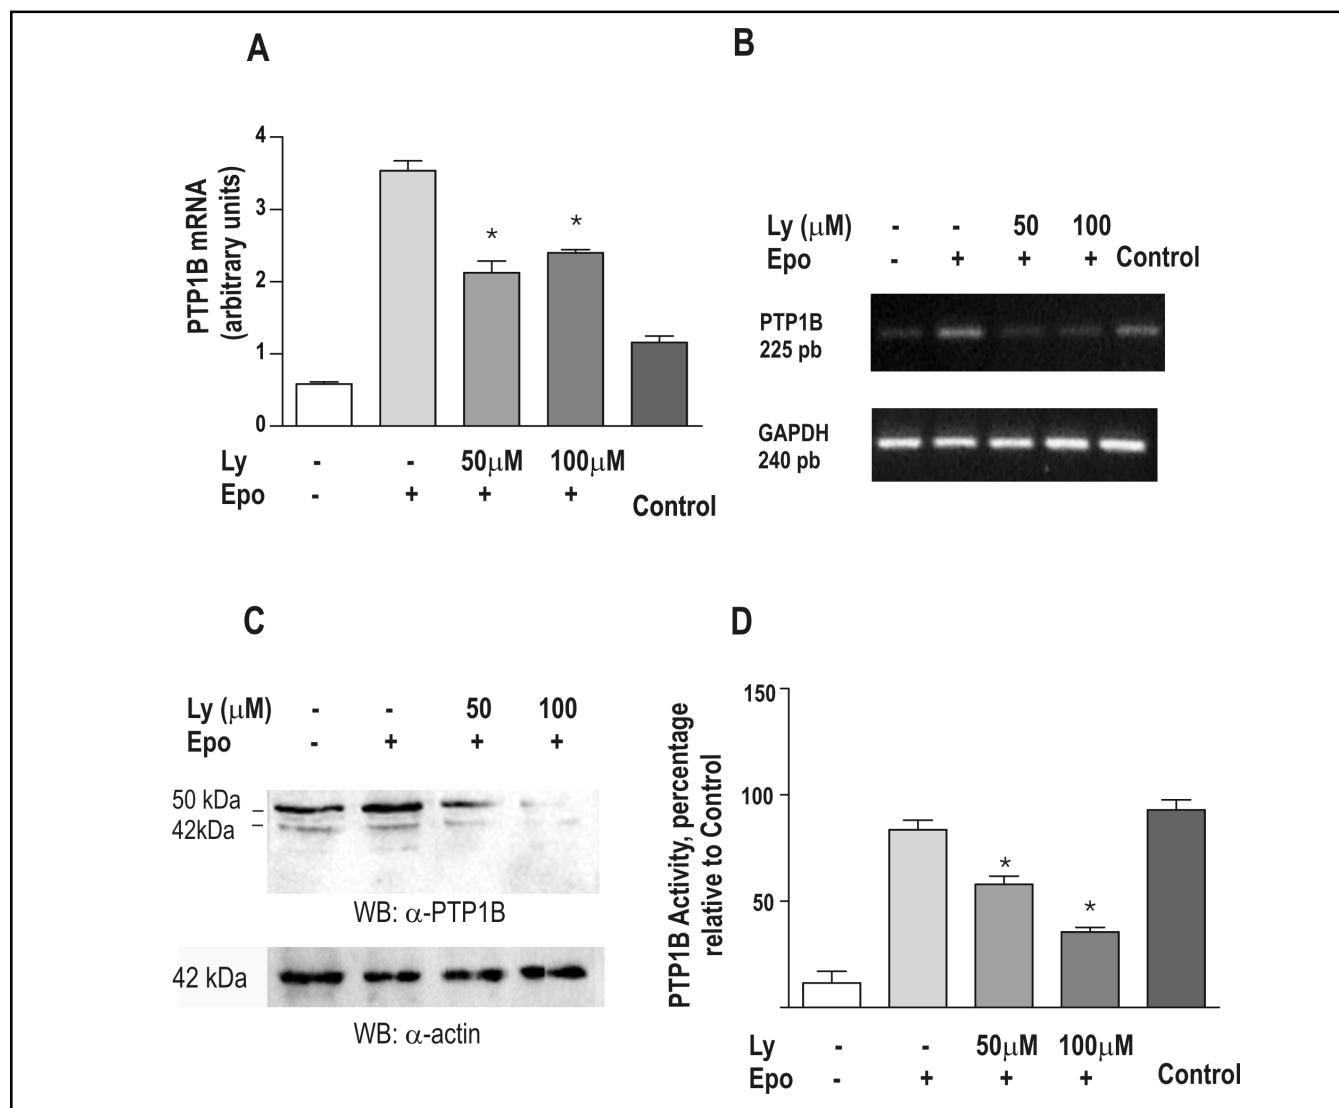 A
PTP1B mRNA
(arbitrary units)
4
3
2
1
0
*
*
Ly - - 50μM 100μM
Epo - + + + Control
B
Ly (μM) - - 50 100
Epo - + + + Control
PTP1B
225 pb
GAPDH
240 pb
C
Ly (μM) - - 50 100
Epo - + + +
50 kDa
42kDa
WB: α-PTP1B
42 kDa
WB: α-actin
D
PTP1B Activity, percentage
relative to Control
150
100
50
*
*
Ly - - 50μM 100μM
Epo - + + + Control